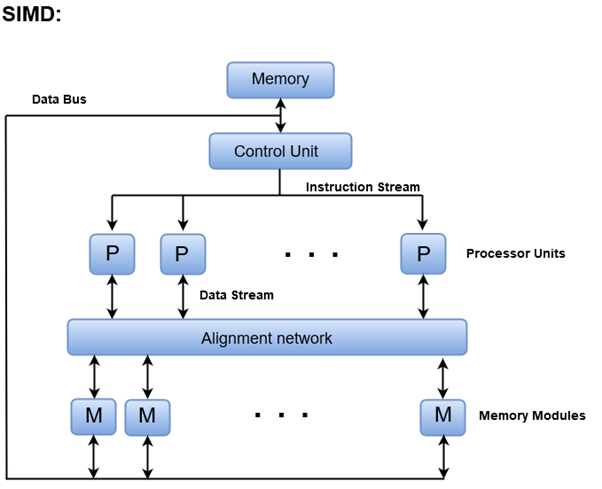 SIMD:
Memory
Data Bus
Control Unit
Instruction Stream
P P . . . P Processor Units
Data Stream
Alignment network
M M . . . M Memory Modules